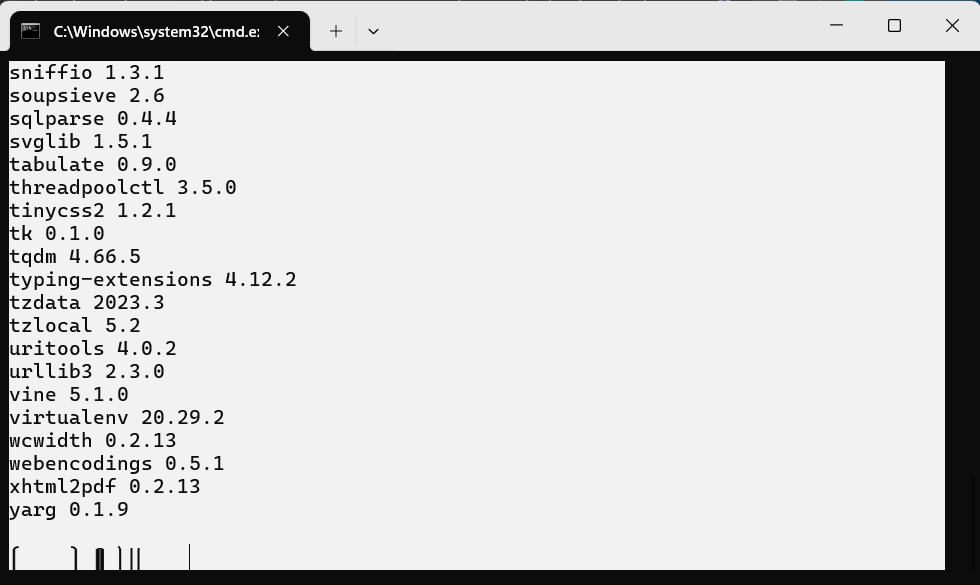 C:\Windows\system32\cmd.e
sniffio 1.3.1
soupsieve 2.6
sqlparse 0.4.4
svglib 1.5.1
tabulate 0.9.0
threadpoolctl 3.5.0
tinycss2 1.2.1
tk 0.1.0
tqdm 4.66.5
typing-extensions 4.12.2
tzdata 2023.3
tzlocal 5.2
uritools 4.0.2
urllib3 2.3.0
vine 5.1.0
virtualenv 20.29.2
wcwidth 0.2.13
webencodings 0.5.1
xhtml2pdf 0.2.13
yarg 0.1.9